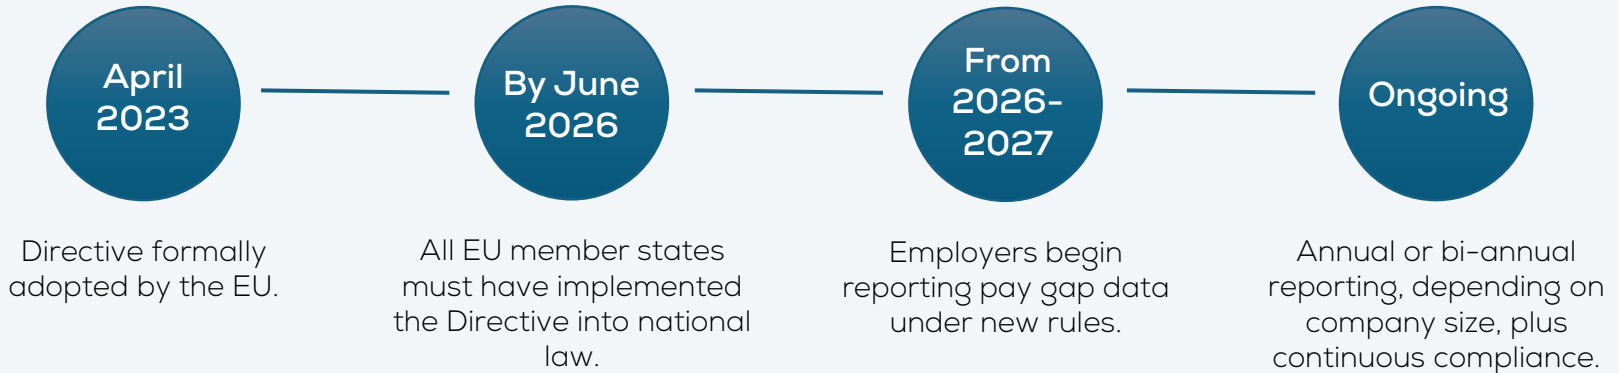 April
2023
Directive formally
adopted by the EU.
By June
2026
All EU member states
must have implemented
the Directive into national
law.
From
2026-
2027
Employers begin
reporting pay gap data
under new rules.
Ongoing
Annual or bi-annual
reporting, depending on
company size, plus
continuous compliance.